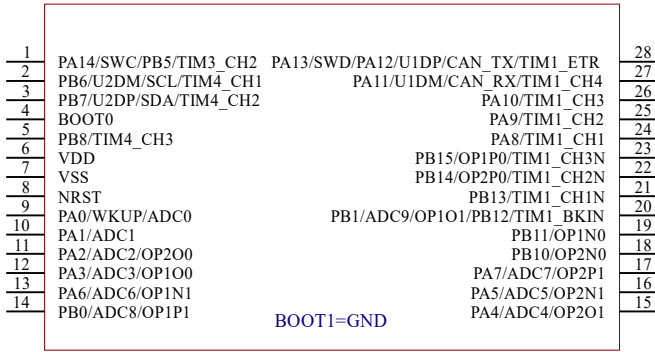 1 PA14/SWC/PB5/TIM3_CH2 PA13/SWD/PA12/U1DP/CAN_TX/TIM1_ETR 28
2 PB6/U2DM/SCL/TIM4_CH1 PA11/U1DM/CAN_RX/TIM1_CH4 27
3 PB7/U2DP/SDA/TIM4_CH2 PA10/TIM1_CH3 26
4 BOOT0 PA9/TIM1_CH2 25
5 PB8/TIM4_CH3 PA8/TIM1_CH1 24
6 VDD PB15/OP1P0/TIM1_CH3N 23
7 VSS PB14/OP2P0/TIM1_CH2N 22
8 NRST PB13/TIM1_CH1N 21
9 PA0/WKUP/ADC0 PB1/ADC9/OP1O1/PB12/TIM1_BKIN 20
10 PA1/ADC1 PB11/OP1N0 19
11 PA2/ADC2/OP2O0 PB10/OP2N0 18
12 PA3/ADC3/OP1O0 PA7/ADC7/OP2P1 17
13 PA6/ADC6/OP1N1 PA5/ADC5/OP2N1 16
14 PB0/ADC8/OP1P1 PA4/ADC4/OP2O1 15
BOOT1=GND